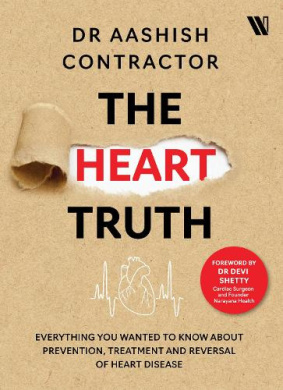 DR AASHISH
CONTRACTOR
THE
HEART
TRUTH
FOREWORD BY
DR DEVI
SHETTY
Cardiac Surgeon
and Founder
Narayana Health
EVERYTHING YOU WANTED TO KNOW ABOUT
PREVENTION, TREATMENT AND REVERSAL
OF HEART DISEASE